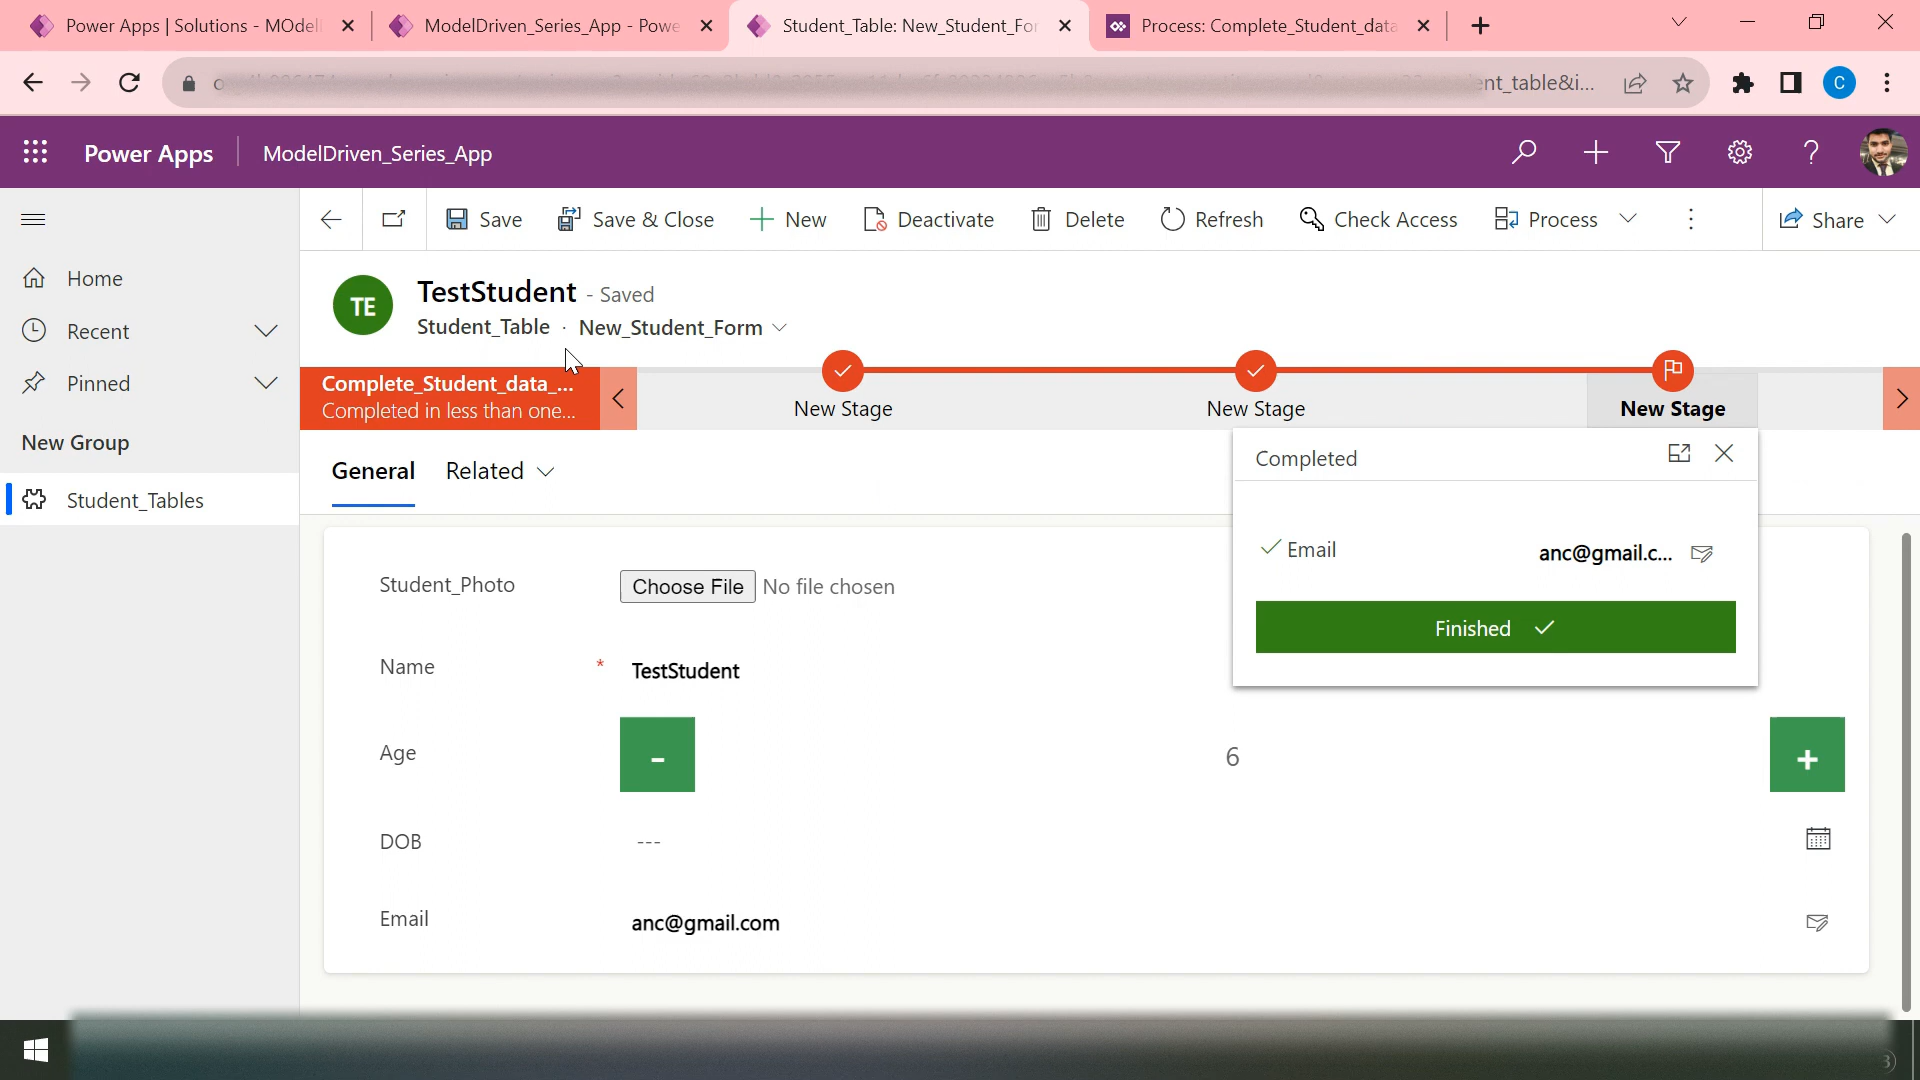 Power Apps | Solutions - MOdel
ModelDriven_Series_App - Powe
Student_Table: New_Student_For
Process: Complete_Student_data
ent_table&i...
C
Power Apps
ModelDriven_Series_App
Save
Save & Close
New
Deactivate
Delete
Refresh
Check Access
Process
Share
Home
Recent
Pinned
New Group
Student_Tables
TE
TestStudent - Saved
Student_Table · New_Student_Form
Complete_Student_data_...
Completed in less than one...
New Stage
New Stage
New Stage
General
Related
Completed
Email
anc@gmail.c...
Finished
Student_Photo
Choose File No file chosen
Name * TestStudent
Age - 6 +
DOB ---
Email anc@gmail.com